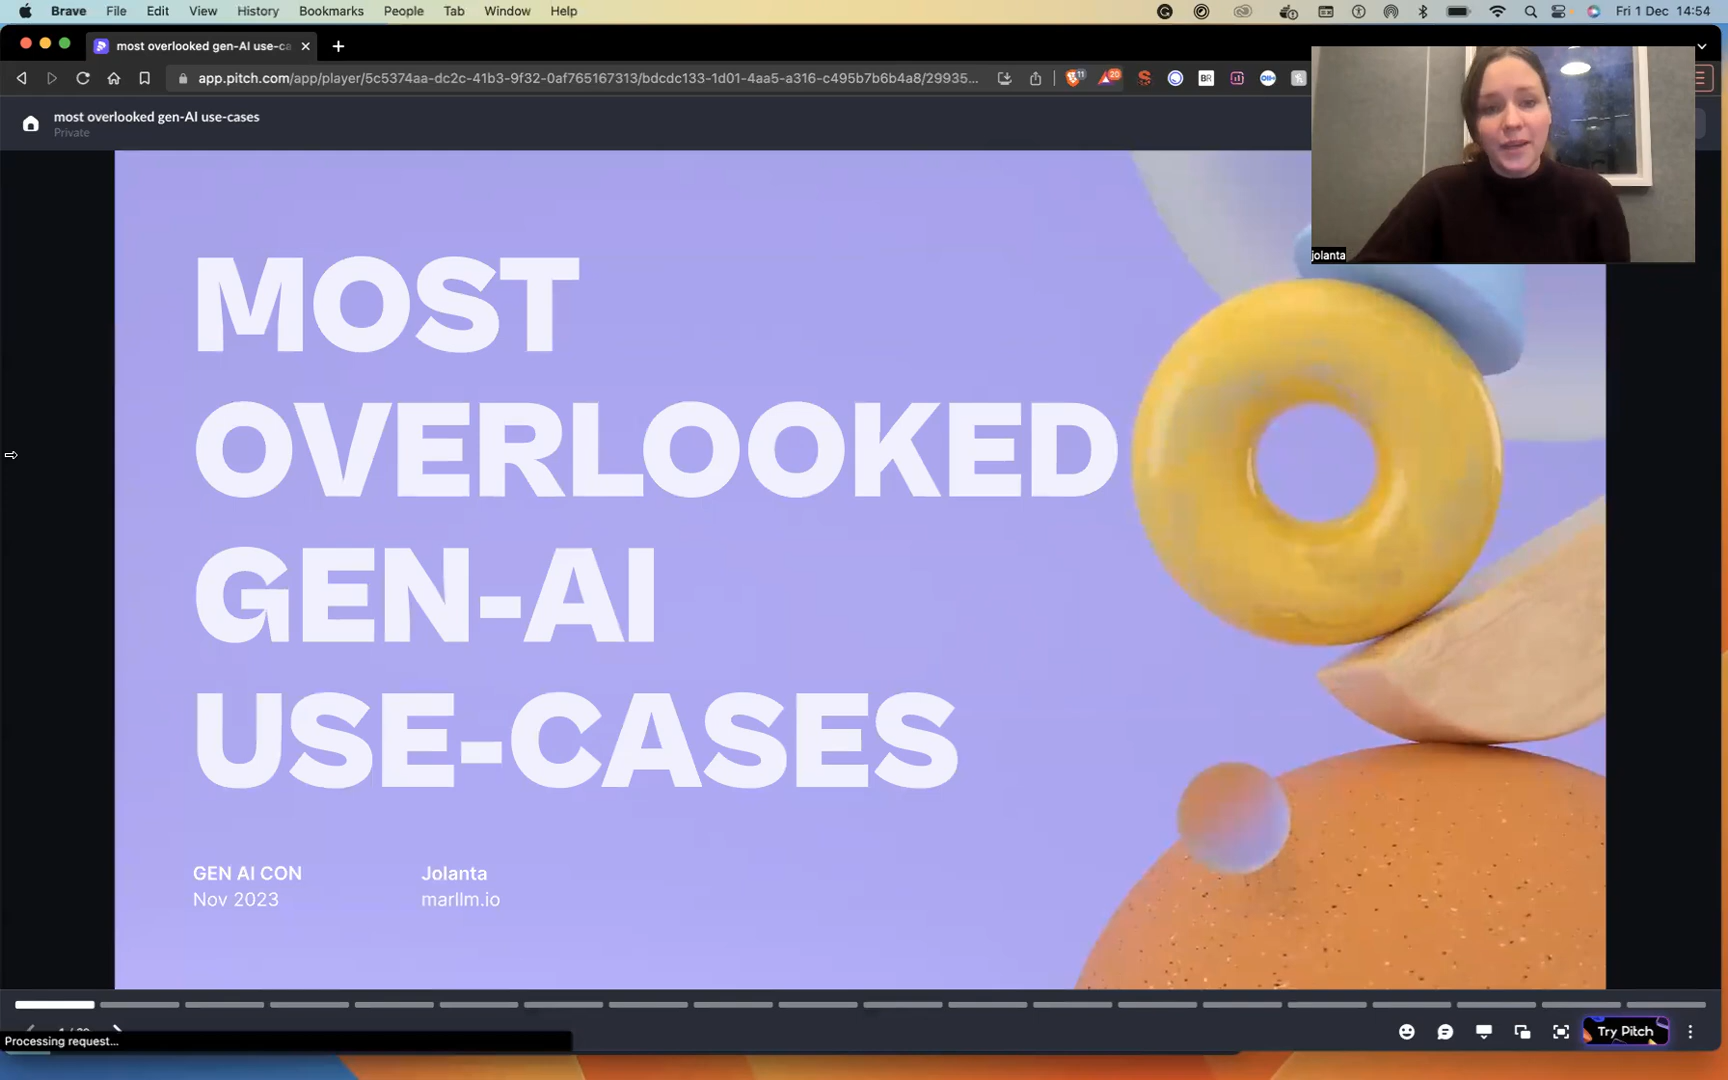 Brave File Edit View History Bookmarks People Tab Window Help Fri 1 Dec 14:54
most overlooked gen-AI use-ca
app.pitch.com/app/player/5c5374aa-dc2c-41b3-9f32-0af765167313/bdcdc133-1d01-4aa5-a316-c495b7b6b4a8/29935...
11
20
BR
most overlooked gen-AI use-cases
Private
jolanta
MOST
OVERLOOKED
GEN-AI
USE-CASES
GEN AI CON
Nov 2023
Jolanta
marllm.io
Processing request...
Try Pitch